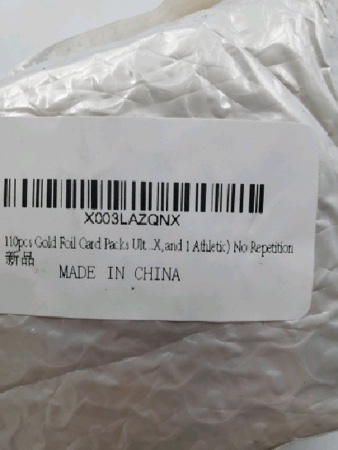 X003LAZQNX
110pcs Gold Foil Card Packs Ult...X,and 1 Athletic) No Repetition
新品
MADE IN CHINA